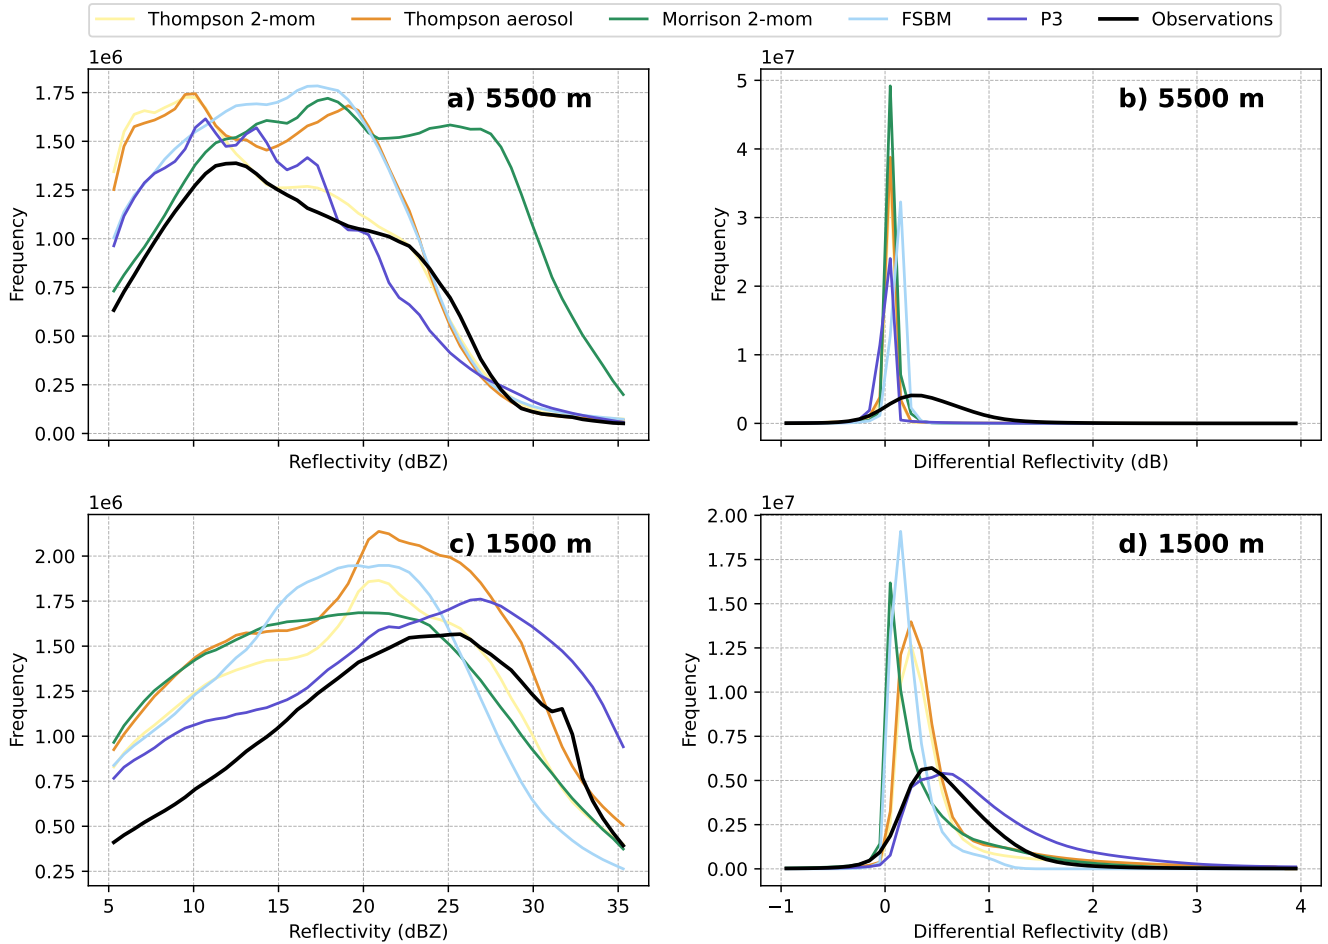 Thompson 2-mom Thompson aerosol Morrison 2-mom FSBM P3 Observations
1e6
a) 5500 m
1.75
1.50
1.25
1.00
0.75
0.50
0.25
0.00
Frequency
Reflectivity (dBZ)
1e7
b) 5500 m
5
4
3
2
1
0
Frequency
Differential Reflectivity (dB)
1e6
c) 1500 m
2.00
1.75
1.50
1.25
1.00
0.75
0.50
0.25
Frequency
5 10 15 20 25 30 35
Reflectivity (dBZ)
1e7
d) 1500 m
2.00
1.75
1.50
1.25
1.00
0.75
0.50
0.25
0.00
Frequency
−1 0 1 2 3 4
Differential Reflectivity (dB)